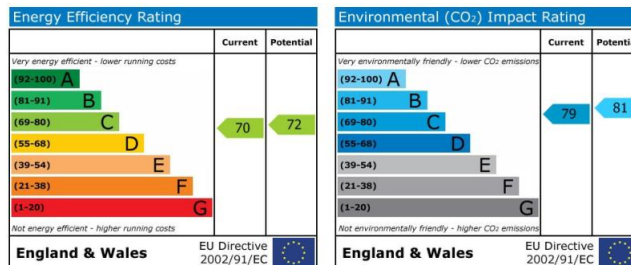 Energy Efficiency Rating
Current Potential
Very energy efficient - lower running costs
(92-100) A
(81-91) B
(69-80) C
(55-68) D
(39-54) E
(21-38) F
(1-20) G
70 72
Not energy efficient - higher running costs
England & Wales
EU Directive
2002/91/EC
Environmental (CO₂) Impact Rating
Current Potentia
Very environmentally friendly - lower CO₂ emissions
(92-100) A
(81-91) B
(69-80) C
(55-68) D
(39-54) E
(21-38) F
(1-20) G
79 81
Not environmentally friendly - higher CO₂ emissions
England & Wales
EU Directive
2002/91/EC